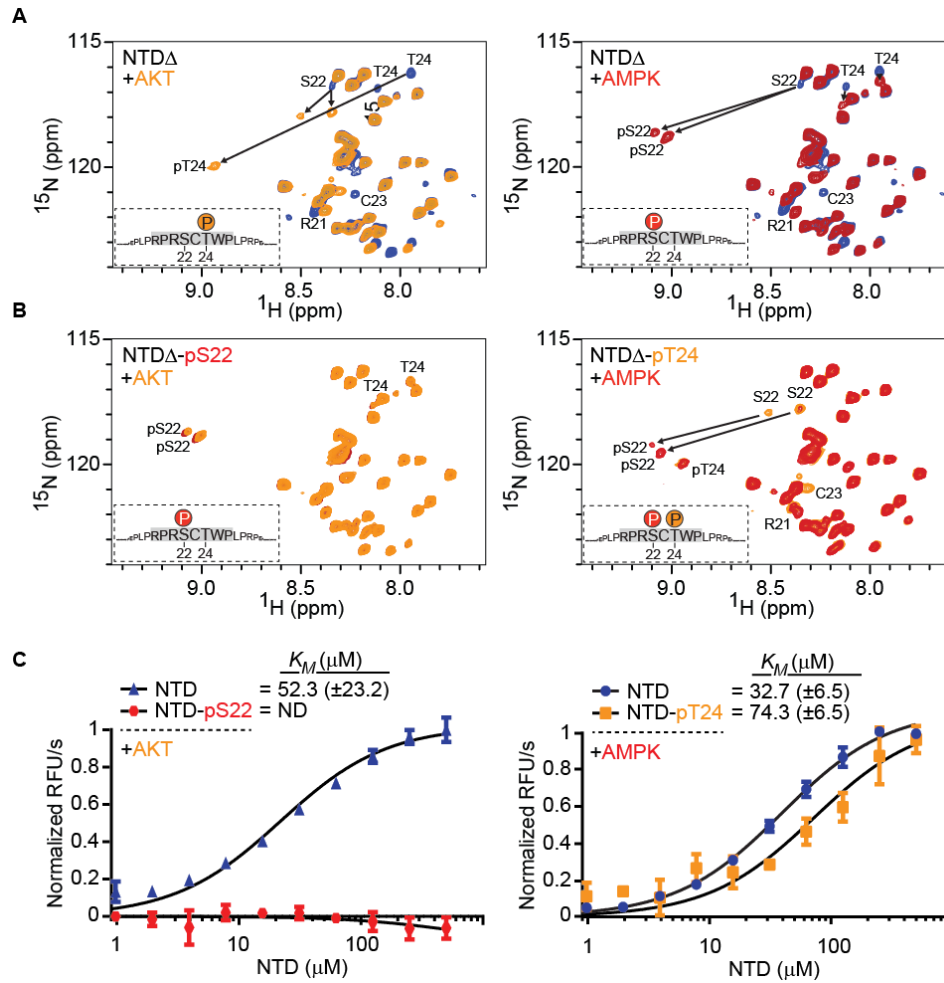 A
115
120
15N (ppm)
NTDΔ
+AKT
S22
T24
T24
15
pT24
R21
C23
P
PLPRPRSCTWPLPRP
22 24
9.0 8.5 8.0
1H (ppm)
115
120
15N (ppm)
NTDΔ
+AMPK
S22
T24
T24
pS22
pS22
R21
C23
P
PLPRPRSCTWPLPRP
22 24
9.0 8.5 8.0
1H (ppm)
B
115
120
15N (ppm)
NTDΔ-pS22
+AKT
T24
T24
pS22
pS22
P
PLPRPRSCTWPLPRP
22 24
9.0 8.5 8.0
1H (ppm)
115
120
15N (ppm)
NTDΔ-pT24
+AMPK
S22
S22
pS22
pS22
pT24
R21
C23
P P
PLPRPRSCTWPLPRP
22 24
9.0 8.5 8.0
1H (ppm)
C
KM (μM)
NTD = 52.3 (±23.2)
NTD-pS22 = ND
+AKT
Normalized RFU/s
1
0.8
0.6
0.4
0.2
0
1 10 100
NTD (μM)
KM (μM)
NTD = 32.7 (±6.5)
NTD-pT24 = 74.3 (±6.5)
+AMPK
Normalized RFU/s
1
0.8
0.6
0.4
0.2
0
1 10 100
NTD (μM)